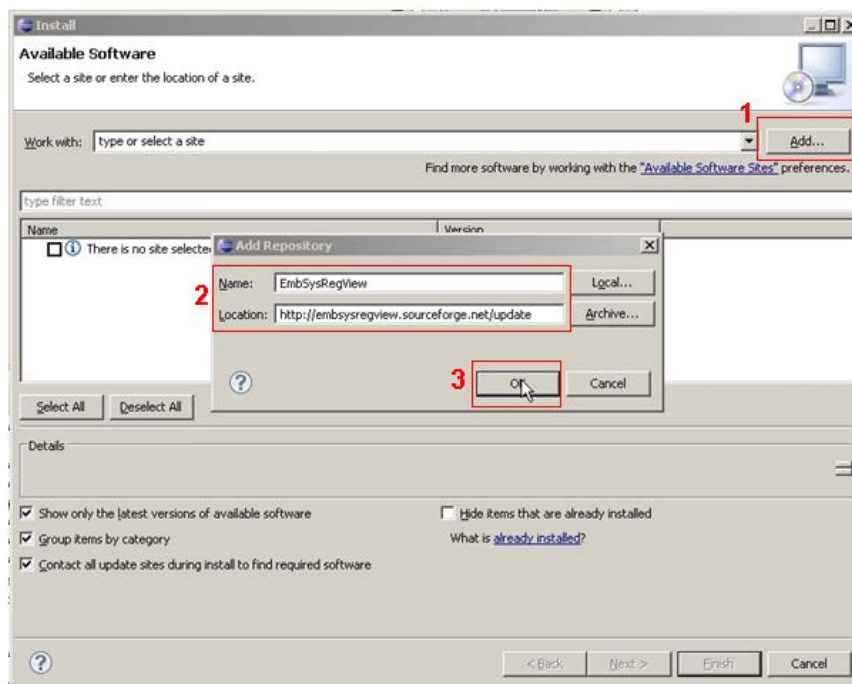 Install
Available Software
Select a site or enter the location of a site.
1
Work with: type or select a site Add...
Find more software by working with the "Available Software Sites" preferences.
type filter text
Name Version
There is no site selected
Add Repository
2
Name: EmbSysRegView Local...
Location: http://embsysregview.sourceforge.net/update Archive...
3
OK Cancel
Select All Deselect All
Details
Show only the latest versions of available software Hide items that are already installed
Group items by category What is already installed?
Contact all update sites during install to find required software
< Back Next > Finish Cancel